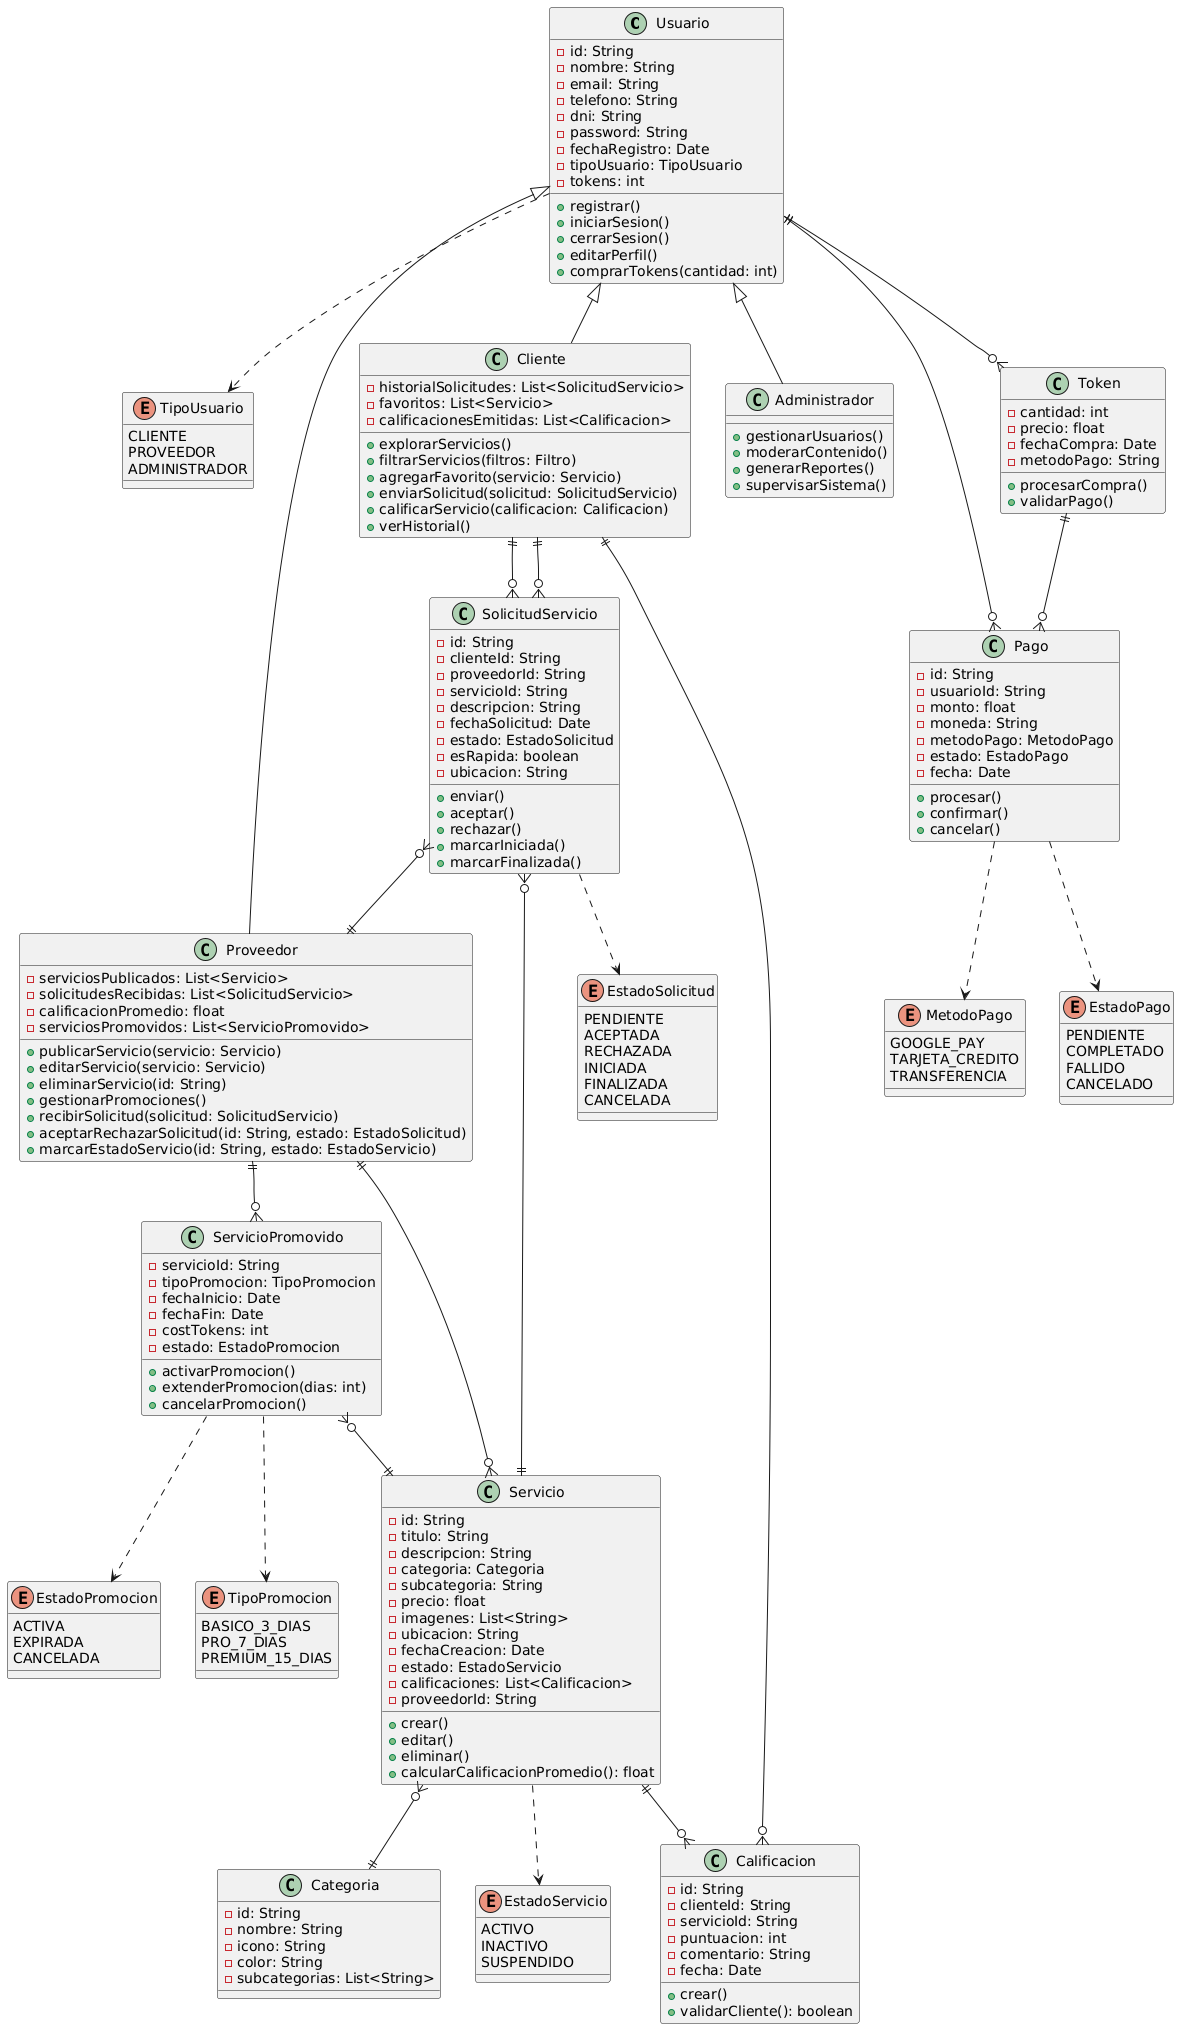 C Usuario
id: String
nombre: String
email: String
telefono: String
dni: String
password: String
fechaRegistro: Date
tipoUsuario: TipoUsuario
tokens: int
registrar()
iniciarSesion()
cerrarSesion()
editarPerfil()
comprarTokens(cantidad: int)
E TipoUsuario
CLIENTE
PROVEEDOR
ADMINISTRADOR
C Cliente
historialSolicitudes: List<SolicitudServicio>
favoritos: List<Servicio>
calificacionesEmitidas: List<Calificacion>
explorarServicios()
filtrarServicios(filtros: Filtro)
agregarFavorito(servicio: Servicio)
enviarSolicitud(solicitud: SolicitudServicio)
calificarServicio(calificacion: Calificacion)
verHistorial()
C Administrador
gestionarUsuarios()
moderarContenido()
generarReportes()
supervisarSistema()
C Token
cantidad: int
precio: float
fechaCompra: Date
metodoPago: String
procesarCompra()
validarPago()
C SolicitudServicio
id: String
clienteId: String
proveedorId: String
servicioId: String
descripcion: String
fechaSolicitud: Date
estado: EstadoSolicitud
esRapida: boolean
ubicacion: String
enviar()
aceptar()
rechazar()
marcarIniciada()
marcarFinalizada()
C Pago
id: String
usuarioId: String
monto: float
moneda: String
metodoPago: MetodoPago
estado: EstadoPago
fecha: Date
procesar()
confirmar()
cancelar()
C Proveedor
serviciosPublicados: List<Servicio>
solicitudesRecibidas: List<SolicitudServicio>
calificacionPromedio: float
serviciosPromovidos: List<ServicioPromovido>
publicarServicio(servicio: Servicio)
editarServicio(servicio: Servicio)
eliminarServicio(id: String)
gestionarPromociones()
recibirSolicitud(solicitud: SolicitudServicio)
aceptarRechazarSolicitud(id: String, estado: EstadoSolicitud)
marcarEstadoServicio(id: String, estado: EstadoServicio)
E EstadoSolicitud
PENDIENTE
ACEPTADA
RECHAZADA
INICIADA
FINALIZADA
CANCELADA
E MetodoPago
GOOGLE_PAY
TARJETA_CREDITO
TRANSFERENCIA
E EstadoPago
PENDIENTE
COMPLETADO
FALLIDO
CANCELADO
C ServicioPromovido
servicioId: String
tipoPromocion: TipoPromocion
fechaInicio: Date
fechaFin: Date
costTokens: int
estado: EstadoPromocion
activarPromocion()
extenderPromocion(dias: int)
cancelarPromocion()
C Servicio
id: String
titulo: String
descripcion: String
categoria: Categoria
subcategoria: String
precio: float
imagenes: List<String>
ubicacion: String
fechaCreacion: Date
estado: EstadoServicio
calificaciones: List<Calificacion>
proveedorId: String
crear()
editar()
eliminar()
calcularCalificacionPromedio(): float
E EstadoPromocion
ACTIVA
EXPIRADA
CANCELADA
E TipoPromocion
BASICO_3_DIAS
PRO_7_DIAS
PREMIUM_15_DIAS
C Categoria
id: String
nombre: String
icono: String
color: String
subcategorias: List<String>
E EstadoServicio
ACTIVO
INACTIVO
SUSPENDIDO
C Calificacion
id: String
clienteId: String
servicioId: String
puntuacion: int
comentario: String
fecha: Date
crear()
validarCliente(): boolean